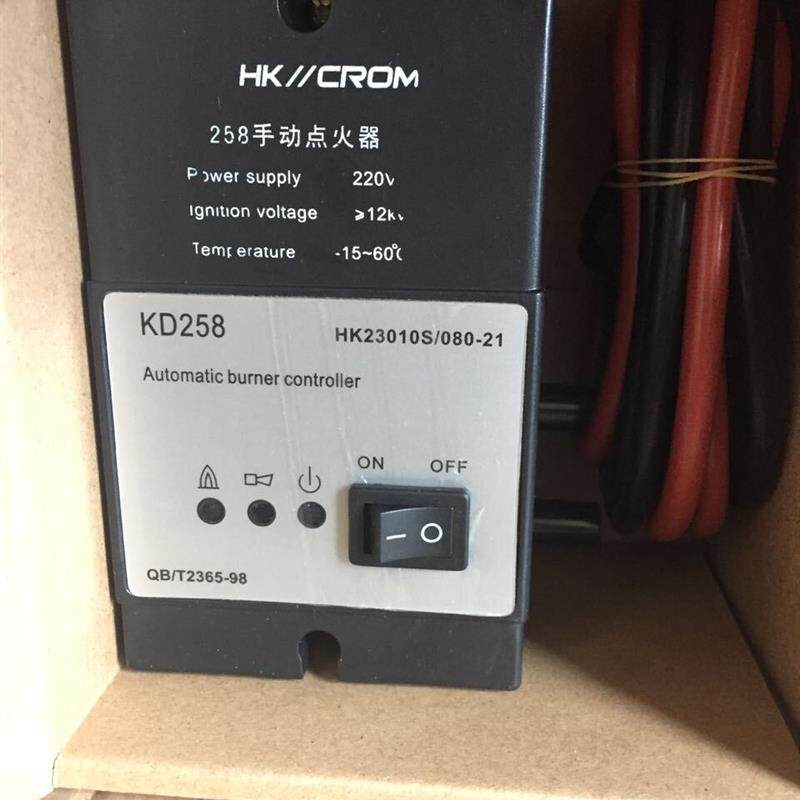 HK//CROM
258手动点火器
Power supply 220V
Ignition voltage ≥12kv
Temperature -15~60℃
KD258
HK23010S/080-21
Automatic burner controller
ON OFF
QB/T2365-98